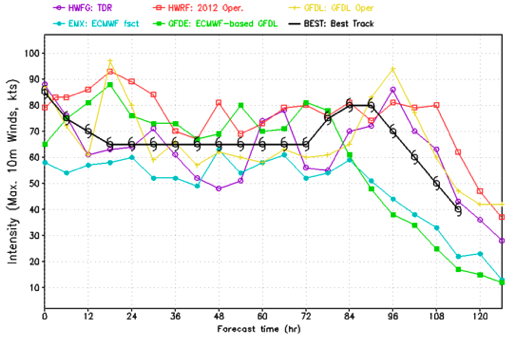 HWFG: TDR HWRF: 2012 Oper. GFDL: GFDL Oper
EMX: ECMWF fsct GFDE: ECMWF-based GFDL BEST: Best Track
Intensity (Max. 10m Winds, kts)
100
90
80
70
60
50
40
30
20
10
0 12 24 36 48 60 72 84 96 108 120
Forecast time (hr)